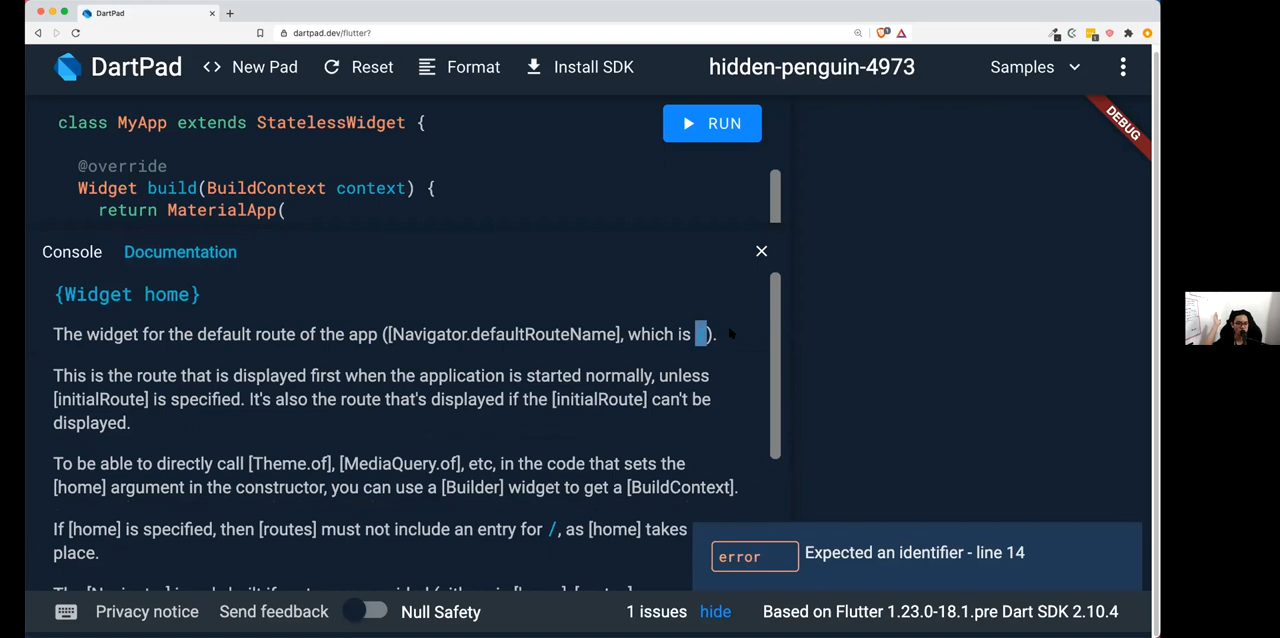 DartPad
dartpad.dev/flutter?
DartPad
<> New Pad
Reset
Format
Install SDK
hidden-penguin-4973
Samples
DEBUG
class MyApp extends StatelessWidget {
RUN
@override
Widget build(BuildContext context) {
return MaterialApp(
Console
Documentation
{Widget home}
The widget for the default route of the app ([Navigator.defaultRouteName], which is ).
This is the route that is displayed first when the application is started normally, unless
[initialRoute] is specified. It's also the route that's displayed if the [initialRoute] can't be
displayed.
To be able to directly call [Theme.of], [MediaQuery.of], etc, in the code that sets the
[home] argument in the constructor, you can use a [Builder] widget to get a [BuildContext].
If [home] is specified, then [routes] must not include an entry for /, as [home] takes
place.
error
Expected an identifier - line 14
Privacy notice
Send feedback
Null Safety
1 issues
hide
Based on Flutter 1.23.0-18.1.pre Dart SDK 2.10.4